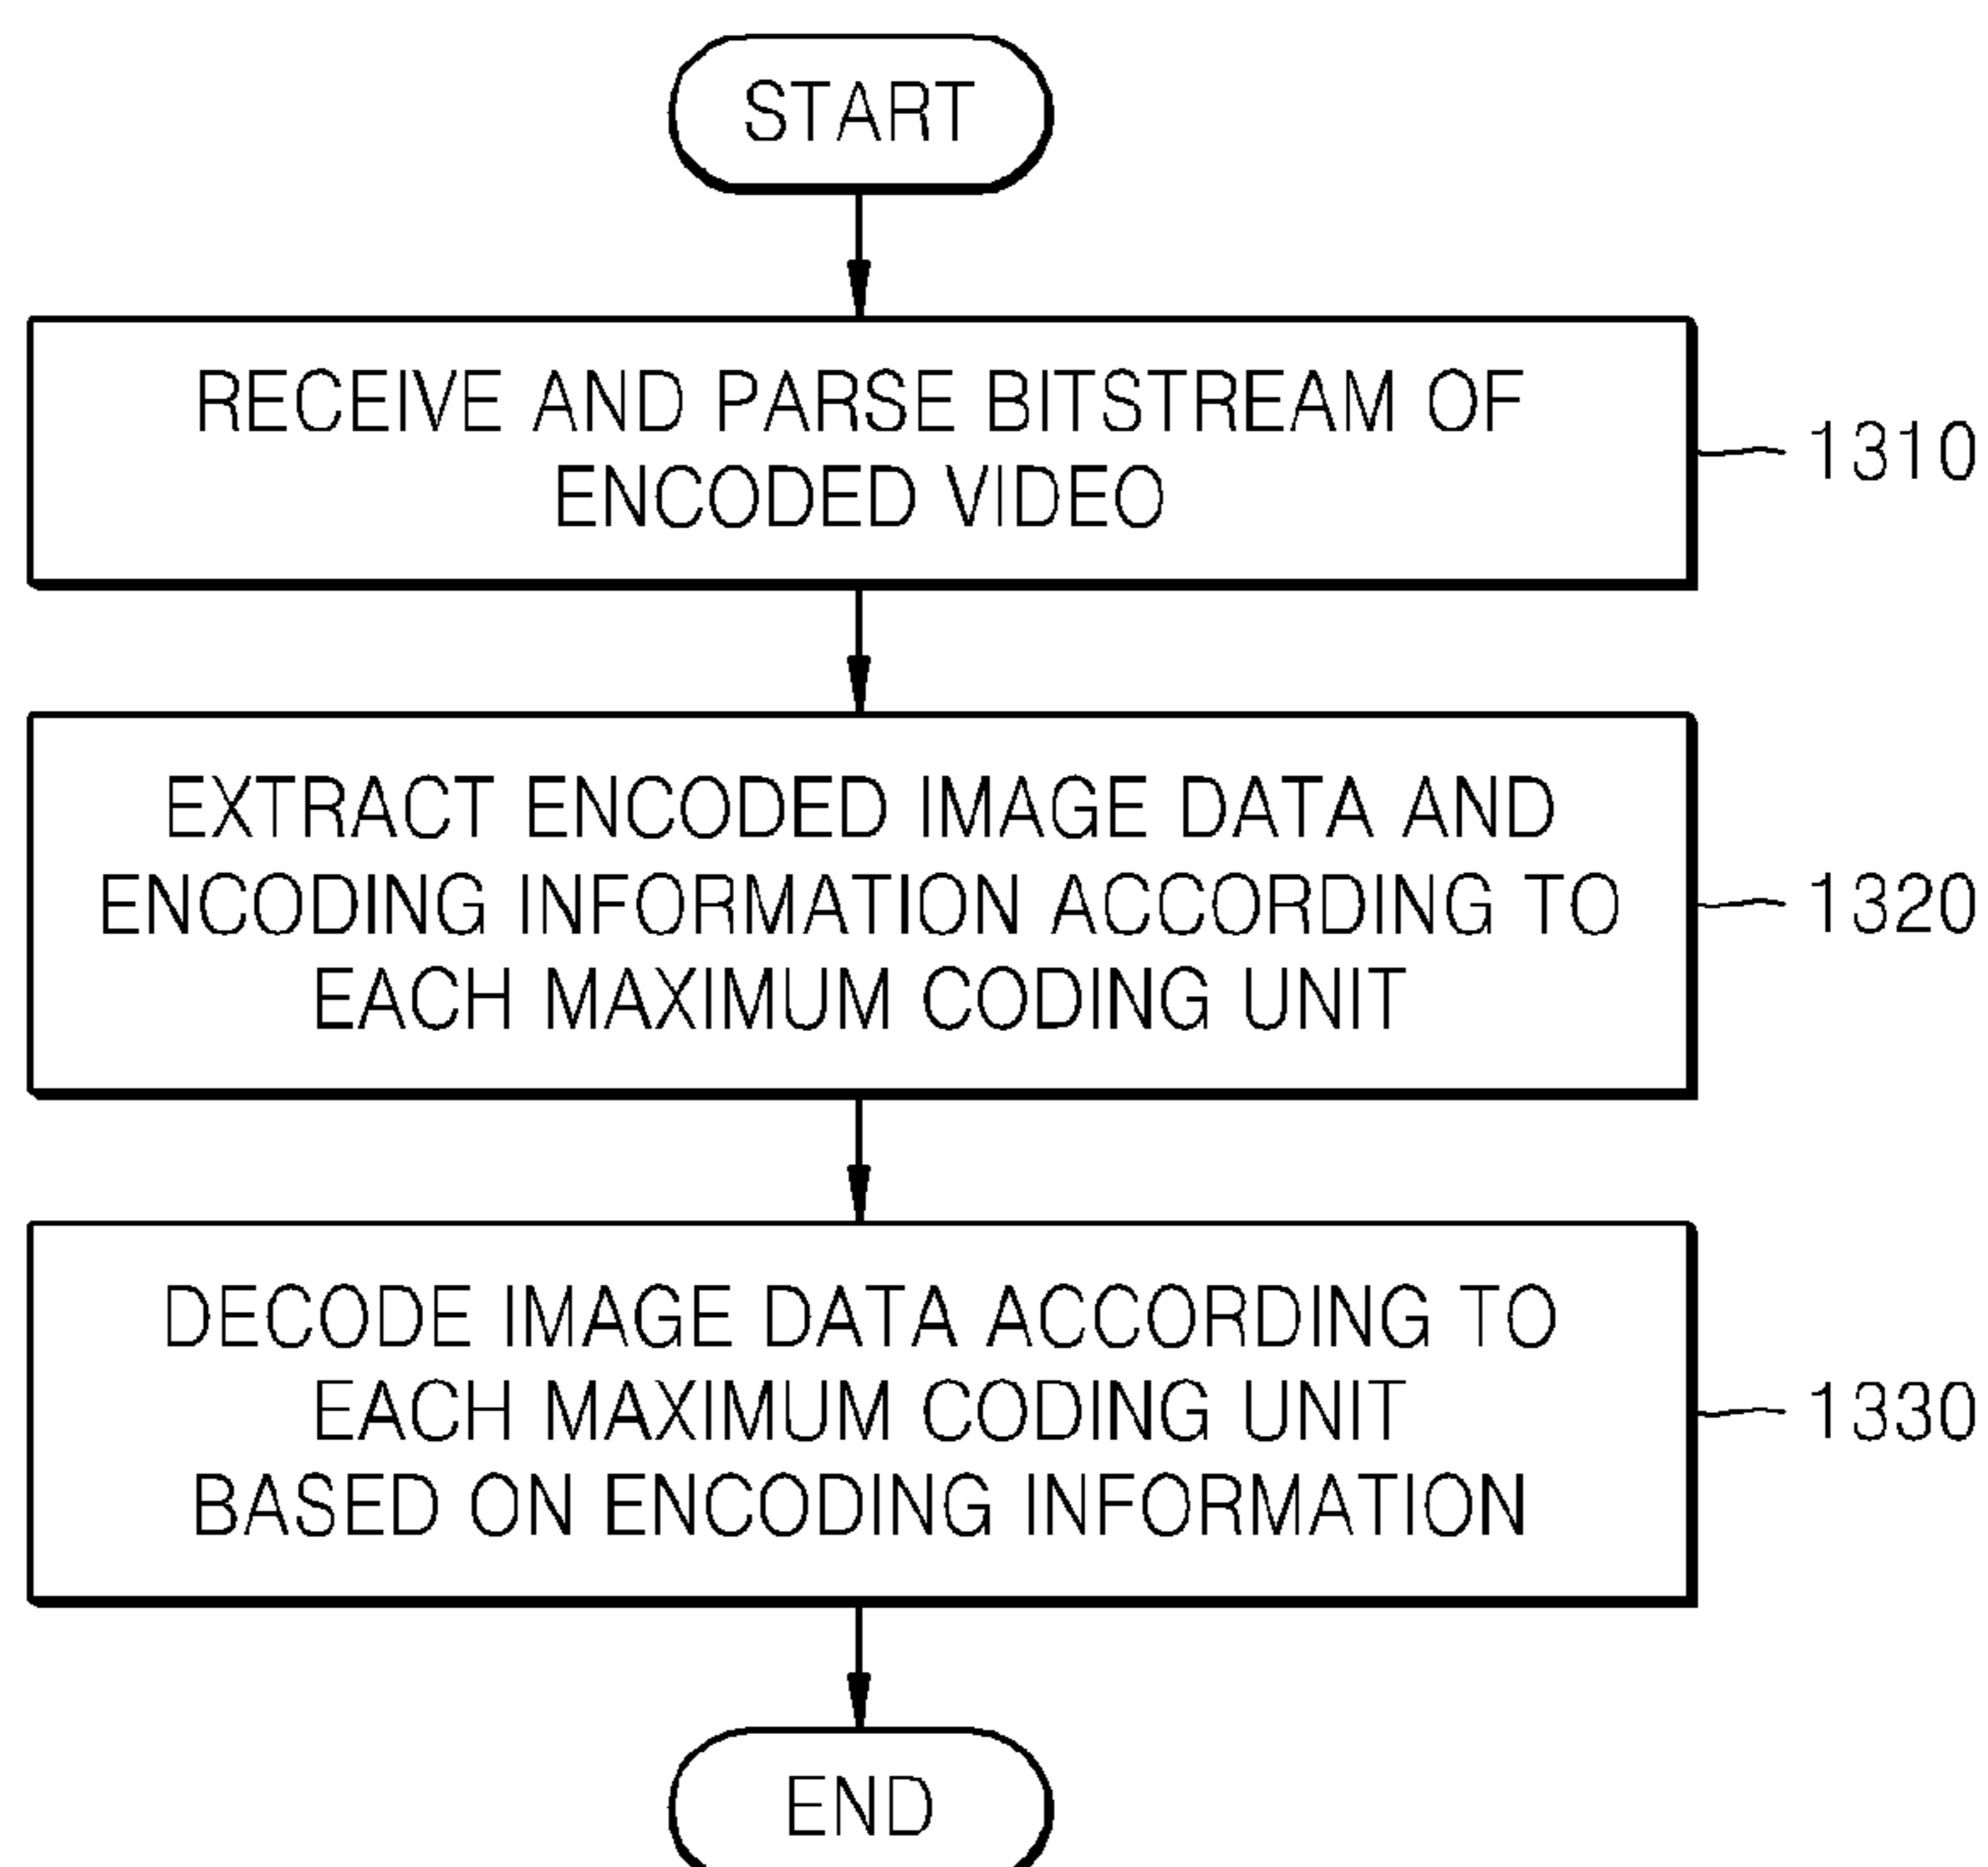 START
RECEIVE AND PARSE BITSTREAM OF
ENCODED VIDEO
1310
EXTRACT ENCODED IMAGE DATA AND
ENCODING INFORMATION ACCORDING TO
EACH MAXIMUM CODING UNIT
1320
DECODE IMAGE DATA ACCORDING TO
EACH MAXIMUM CODING UNIT
BASED ON ENCODING INFORMATION
1330
END